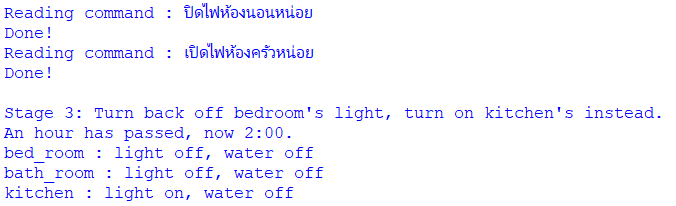 Reading command : ปิดไฟห้องนอนหน่อย
Done!
Reading command : เปิดไฟห้องครัวหน่อย
Done!
Stage 3: Turn back off bedroom's light, turn on kitchen's instead.
An hour has passed, now 2:00.
bed_room : light off, water off
bath_room : light off, water off
kitchen : light on, water off